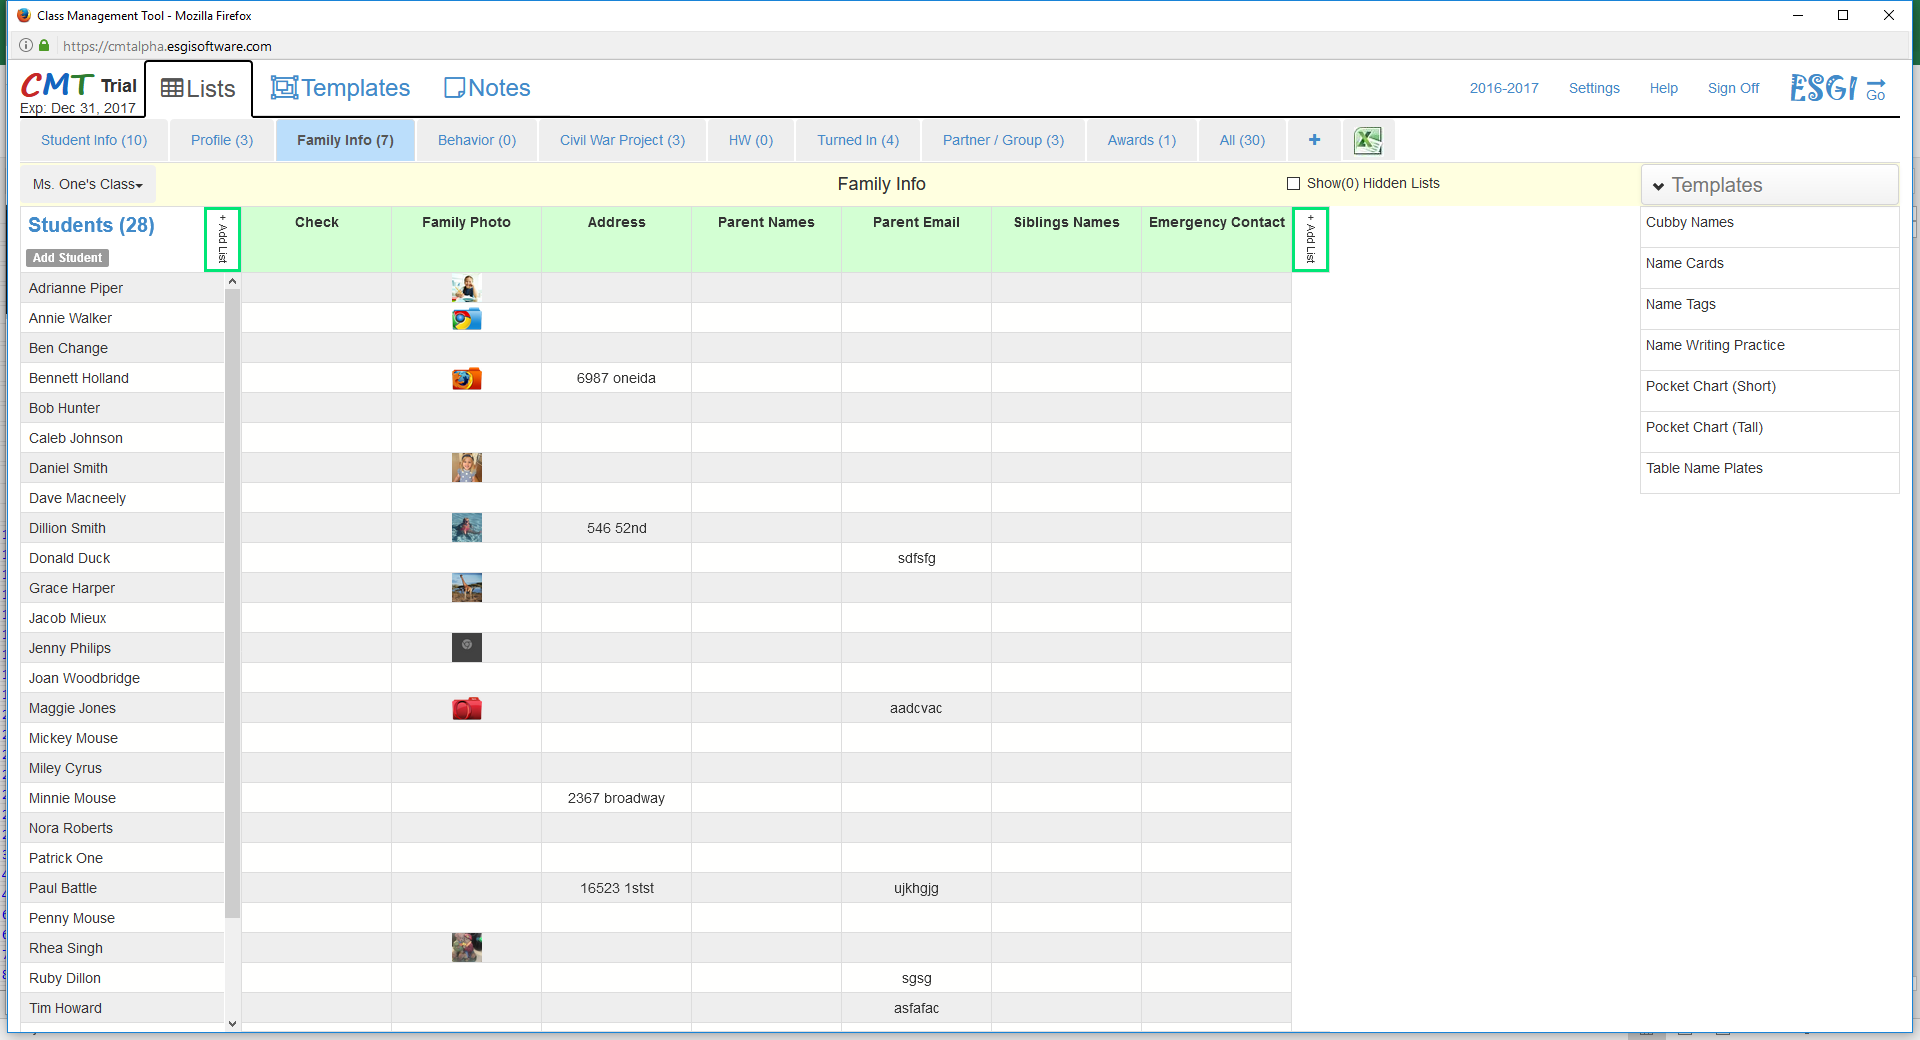 Class Management Tool - Mozilla Firefox
https://cmtalpha.esgisoftware.com
CMT Trial
Exp: Dec 31, 2017
Lists
Templates
Notes
2016-2017
Settings
Help
Sign Off
ESGI
Go
Student Info (10)
Profile (3)
Family Info (7)
Behavior (0)
Civil War Project (3)
HW (0)
Turned In (4)
Partner / Group (3)
Awards (1)
All (30)
+
Ms. One's Class
Family Info
Show(0) Hidden Lists
Templates
Students (28)
Add Student
+ Add List
Check
Family Photo
Address
Parent Names
Parent Email
Siblings Names
Emergency Contact
+ Add List
Cubby Names
Name Cards
Name Tags
Name Writing Practice
Pocket Chart (Short)
Pocket Chart (Tall)
Table Name Plates
Adrianne Piper
Annie Walker
Ben Change
Bennett Holland 6987 oneida
Bob Hunter
Caleb Johnson
Daniel Smith
Dave Macneely
Dillion Smith 546 52nd
Donald Duck sdfsfg
Grace Harper
Jacob Mieux
Jenny Philips
Joan Woodbridge
Maggie Jones aadcvac
Mickey Mouse
Miley Cyrus
Minnie Mouse 2367 broadway
Nora Roberts
Patrick One
Paul Battle 16523 1stst ujkhgjg
Penny Mouse
Rhea Singh
Ruby Dillon sgsg
Tim Howard asfafac